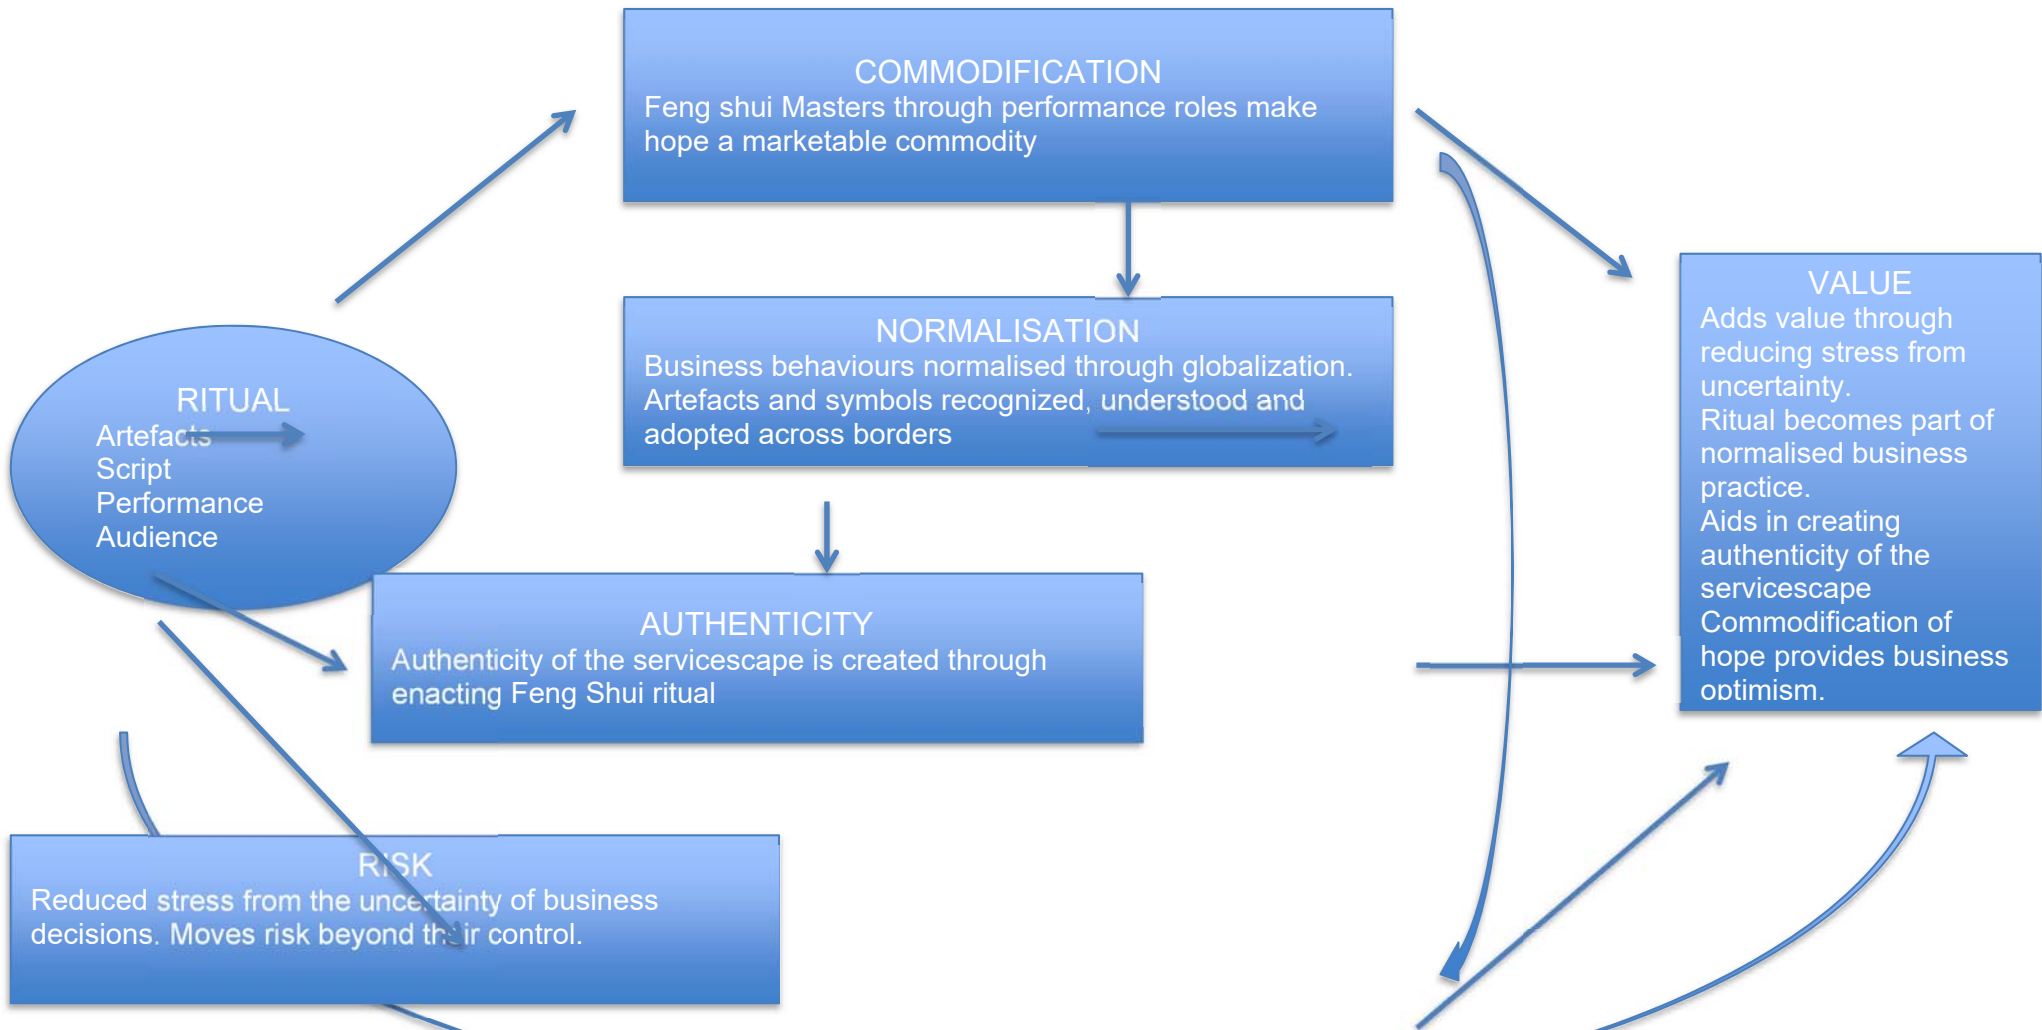 COMMODIFICATION
Feng shui Masters through performance roles make
hope a marketable commodity
NORMALISATION
Business behaviours normalised through globalization.
Artefacts and symbols recognized, understood and
adopted across borders
RITUAL
Artefacts
Script
Performance
Audience
AUTHENTICITY
Authenticity of the servicescape is created through
enacting Feng Shui ritual
RISK
Reduced stress from the uncertainty of business
decisions. Moves risk beyond their control.
VALUE
Adds value through
reducing stress from
uncertainty.
Ritual becomes part of
normalised business
practice.
Aids in creating
authenticity of the
servicescape
Commodification of
hope provides business
optimism.